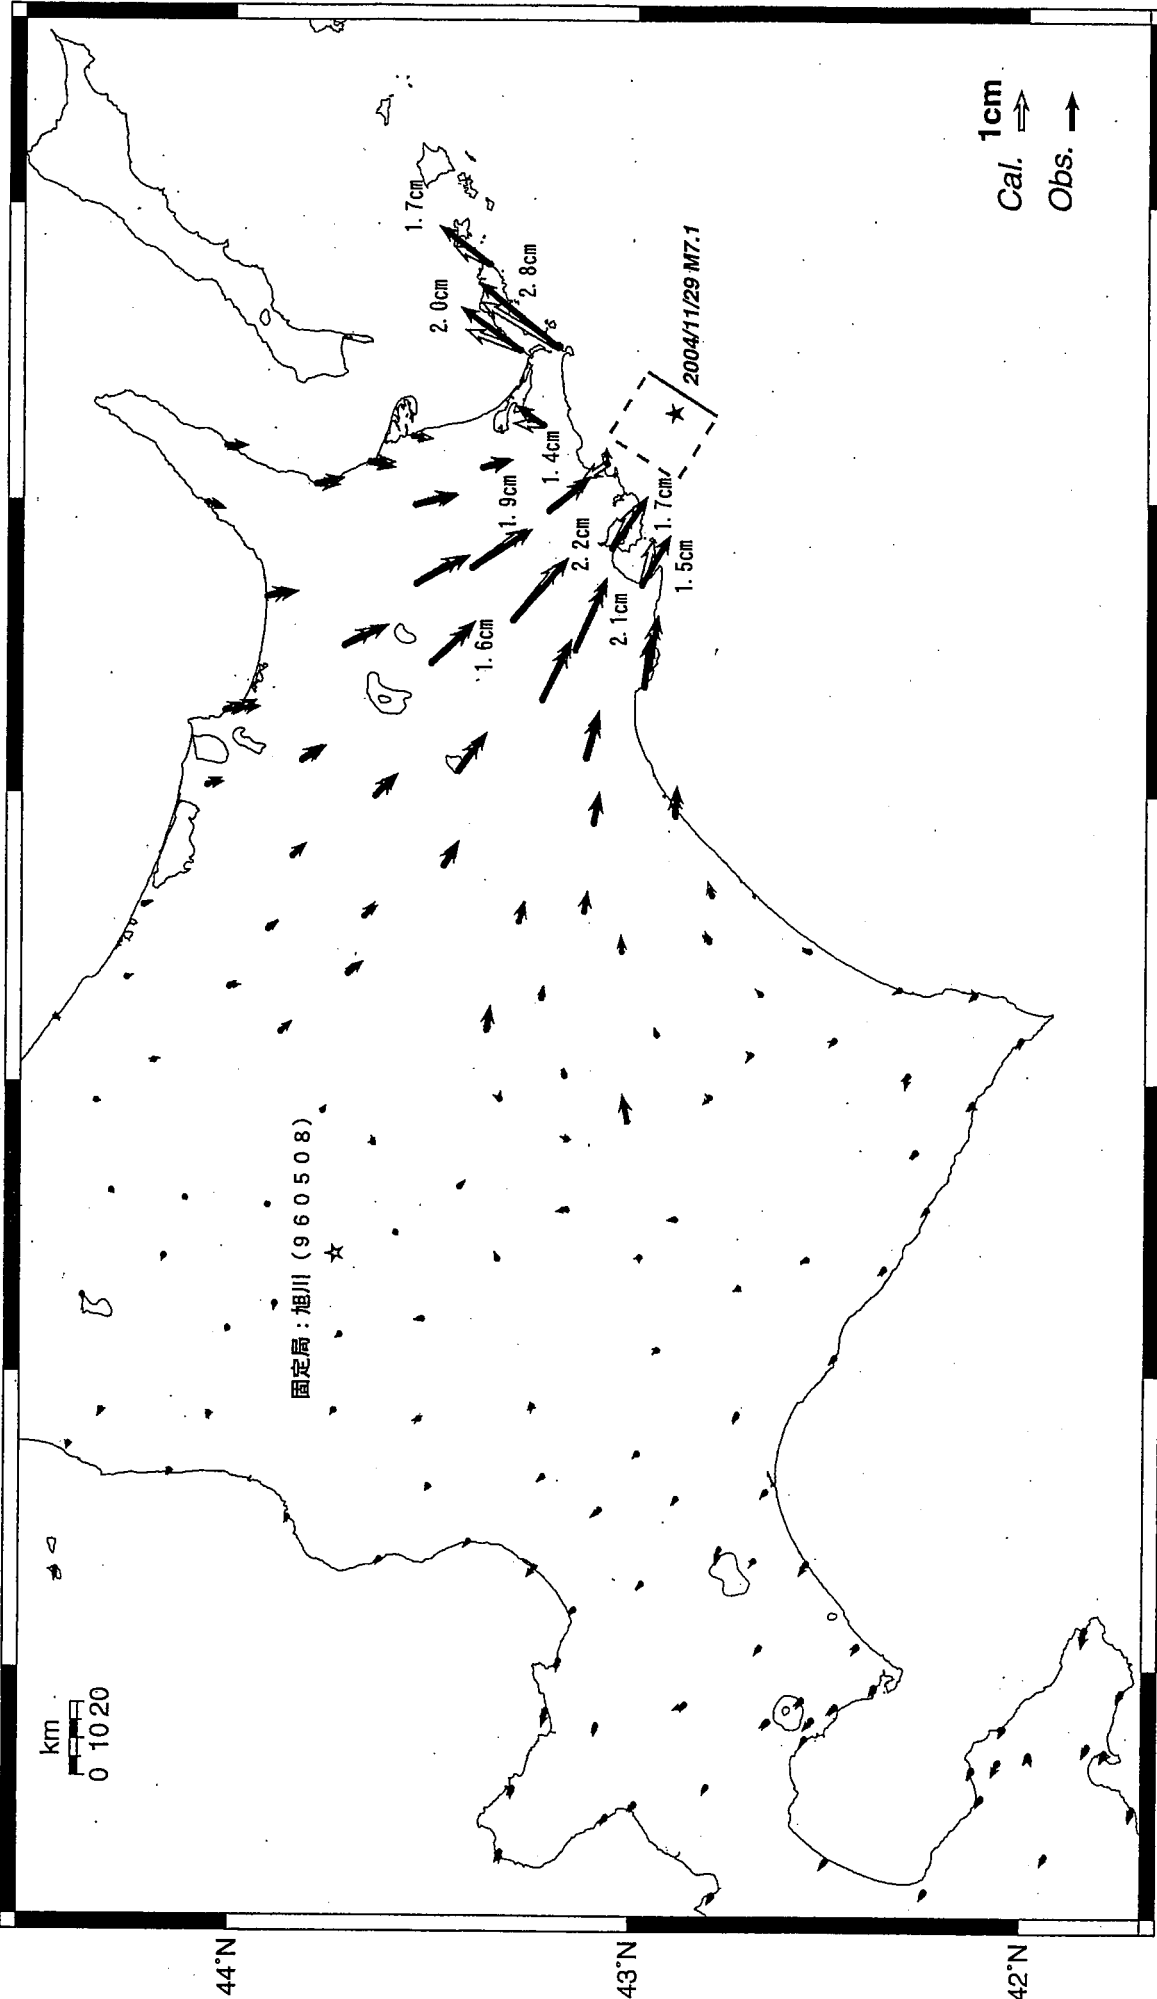 km
0 10 20
固定局：旭川（９６０５０８）
1.7cm
2.0cm
2.8cm
1.4cm
1.9cm
2.2cm
1.7cm
1.6cm
2.1cm
1.5cm
2004/11/29 M7.1
1cm
Cal.
Obs.
44°N
43°N
42°N